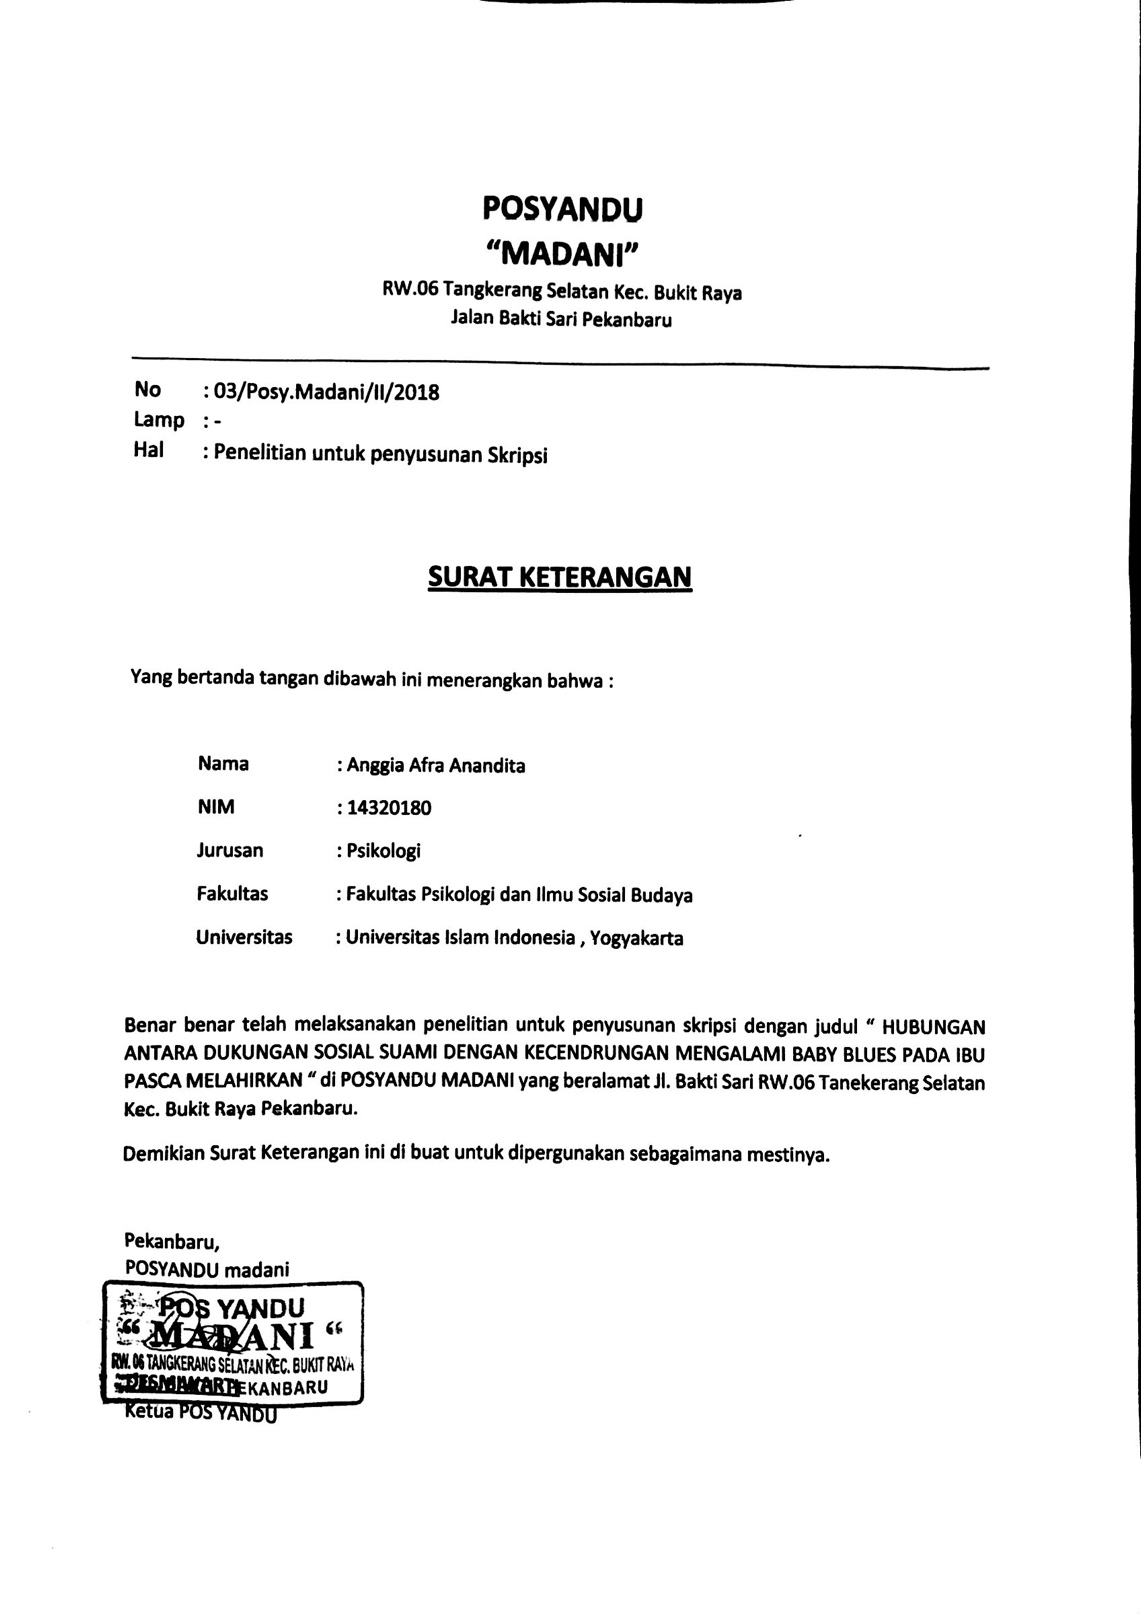 POSYANDU
“MADANI”
RW.06 Tangkerang Selatan Kec. Bukit Raya
Jalan Bakti Sari Pekanbaru
No : 03/Posy.Madani/II/2018
Lamp : -
Hal : Penelitian untuk penyusunan Skripsi
SURAT KETERANGAN
Yang bertanda tangan dibawah ini menerangkan bahwa :
Nama : Anggia Afra Anandita
NIM : 14320180
Jurusan : Psikologi
Fakultas : Fakultas Psikologi dan Ilmu Sosial Budaya
Universitas : Universitas Islam Indonesia , Yogyakarta
Benar benar telah melaksanakan penelitian untuk penyusunan skripsi dengan judul “ HUBUNGAN
ANTARA DUKUNGAN SOSIAL SUAMI DENGAN KECENDRUNGAN MENGALAMI BABY BLUES PADA IBU
PASCA MELAHIRKAN “ di POSYANDU MADANI yang beralamat Jl. Bakti Sari RW.06 Tanekerang Selatan
Kec. Bukit Raya Pekanbaru.
Demikian Surat Keterangan ini di buat untuk dipergunakan sebagaimana mestinya.
Pekanbaru,
POSYANDU madani
POS YANDU
“ MADANI “
RW. 06 TANGKERANG SELATAN KEC. BUKIT RAYA
PEKANBARU
Ketua POS YANDU